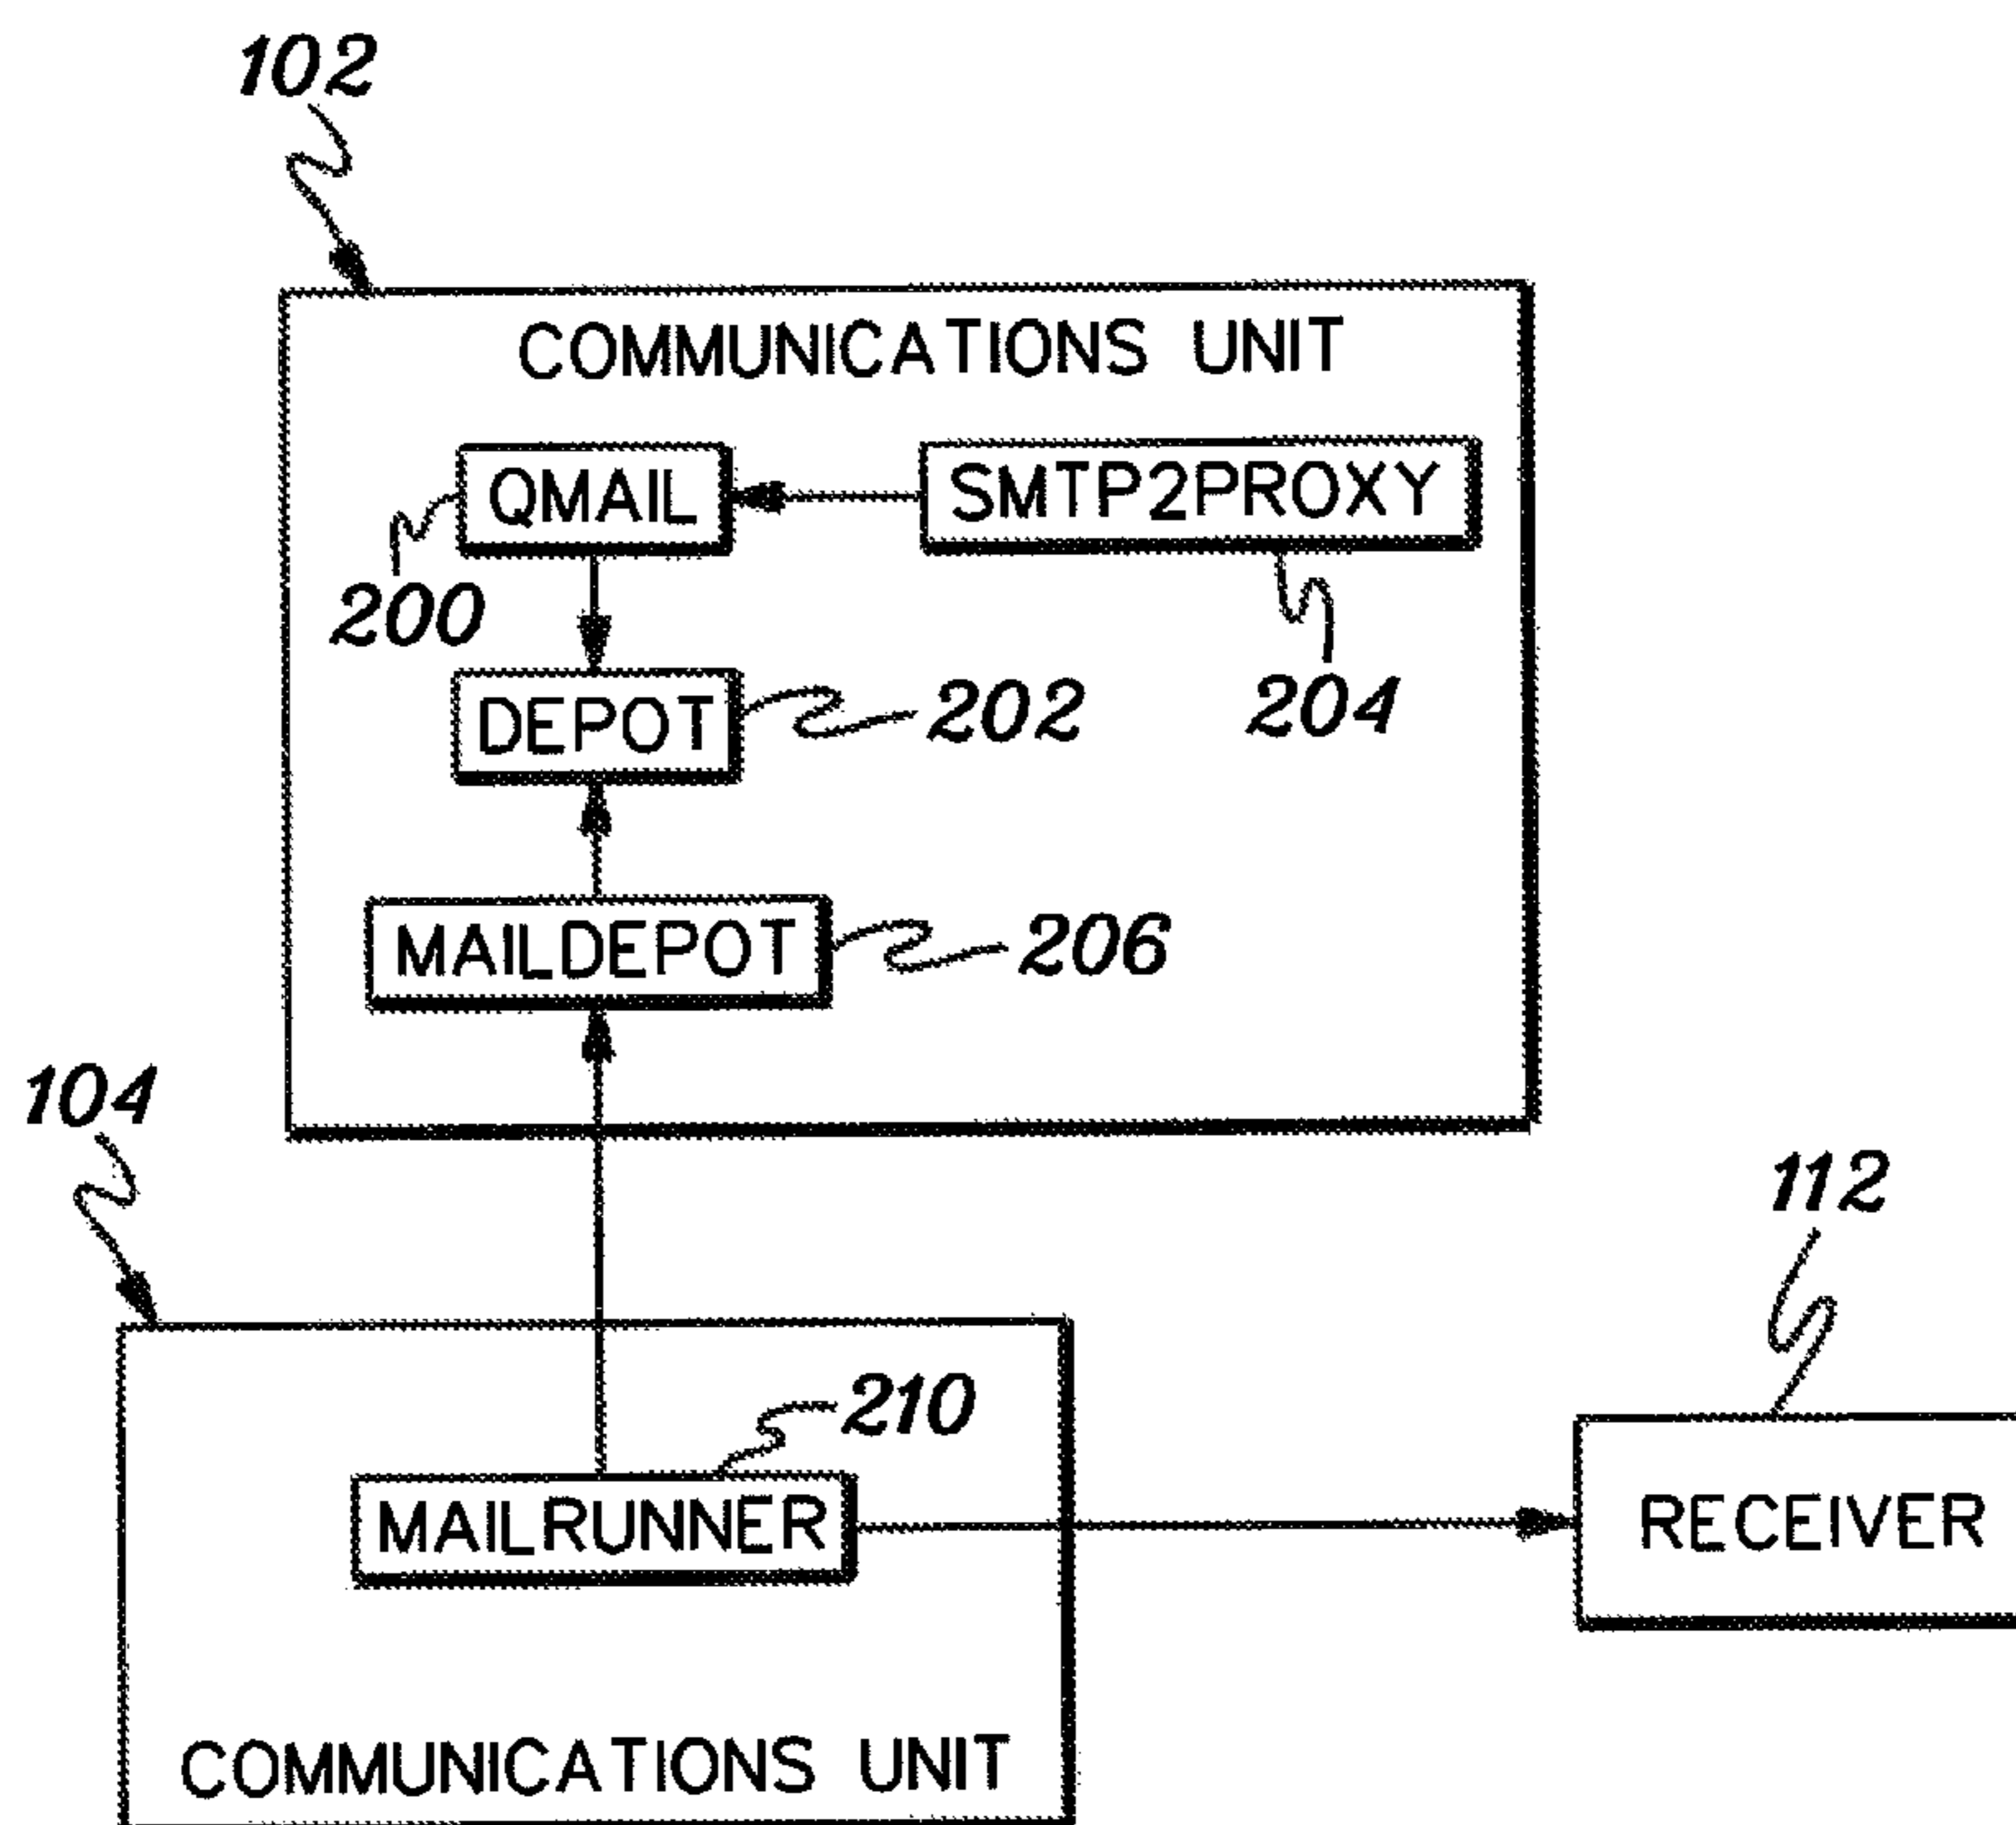 102
COMMUNICATIONS UNIT
QMAIL
SMTP2PROXY
200
204
DEPOT
202
MAILDEPOT
206
104
112
210
MAILRUNNER
RECEIVER
COMMUNICATIONS UNIT